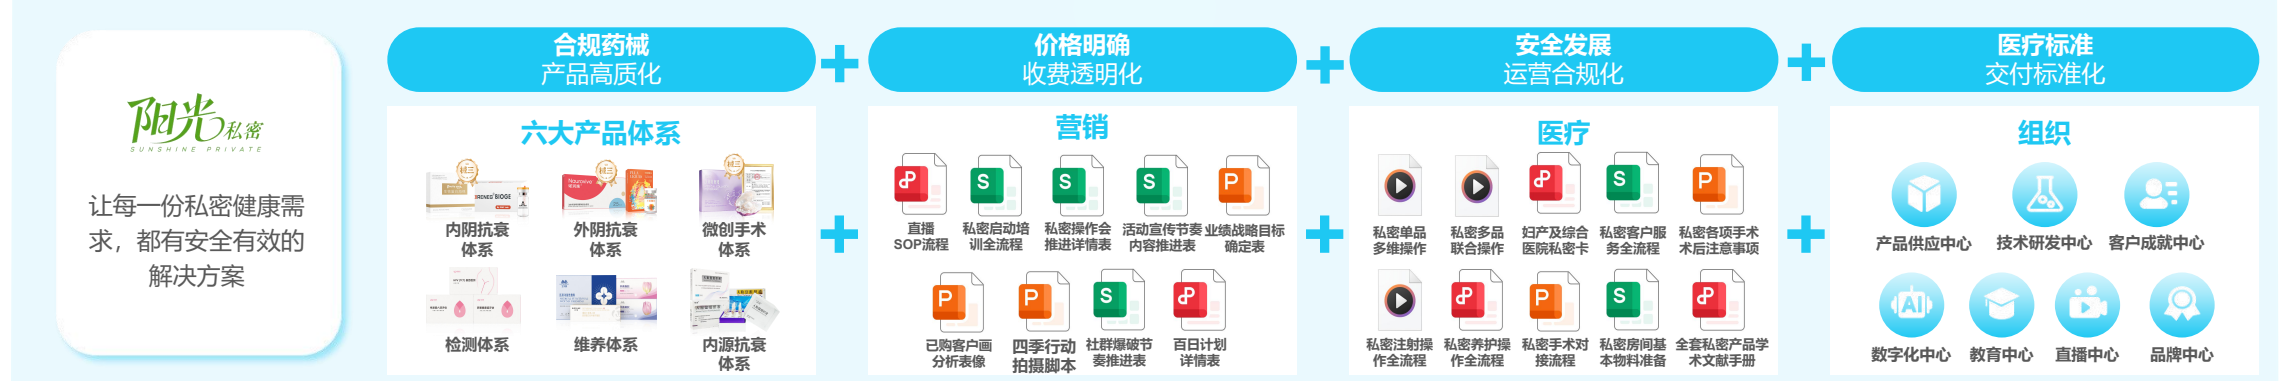 阳光私密
SUNSHINE PRIVATE
让每一份私密健康需
求，都有安全有效的
解决方案
合规药械
产品高质化
六大产品体系
械三
械三
械三
Neurovive
IRENED BIOGE
内阴抗衰
体系
外阴抗衰
体系
微创手术
体系
检测体系
维养体系
内源抗衰
体系
价格明确
收费透明化
营销
直播
SOP流程
私密启动培
训全流程
私密操作会
推进详情表
活动宣传节奏
内容推进表
业绩战略目标
确定表
已购客户画
分析表像
四季行动
拍摄脚本
社群爆破节
奏推进表
百日计划
详情表
安全发展
运营合规化
医疗
私密单品
多维操作
私密多品
联合操作
妇产及综合
医院私密卡
私密客户服
务全流程
私密各项手术
术后注意事项
私密注射操
作全流程
私密养护操
作全流程
私密手术对
接流程
私密房间基
本物料准备
全套私密产品学
术文献手册
医疗标准
交付标准化
组织
产品供应中心
技术研发中心
客户成就中心
AI
数字化中心
教育中心
直播中心
品牌中心